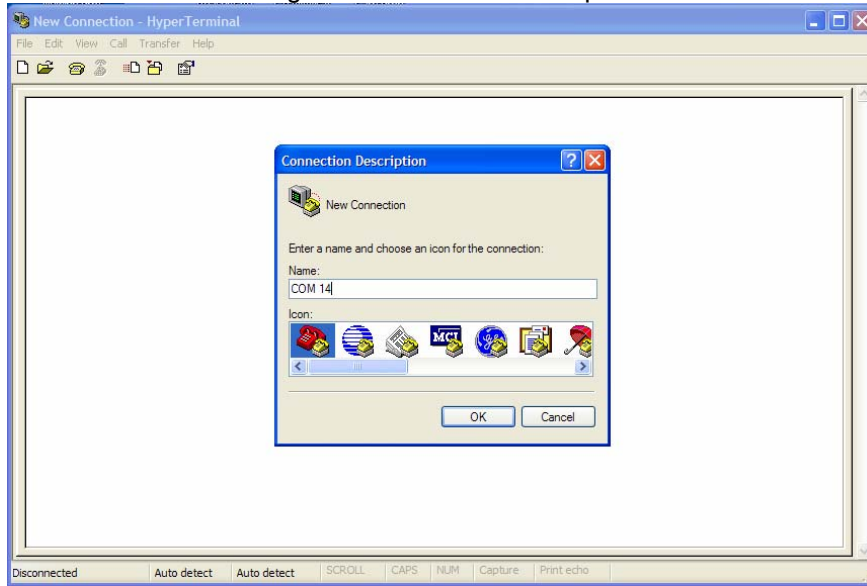 New Connection - HyperTerminal
File Edit View Call Transfer Help
Connection Description
New Connection
Enter a name and choose an icon for the connection:
Name:
COM 14
Icon:
MCI
OK Cancel
Disconnected Auto detect Auto detect SCROLL CAPS NUM Capture Print echo